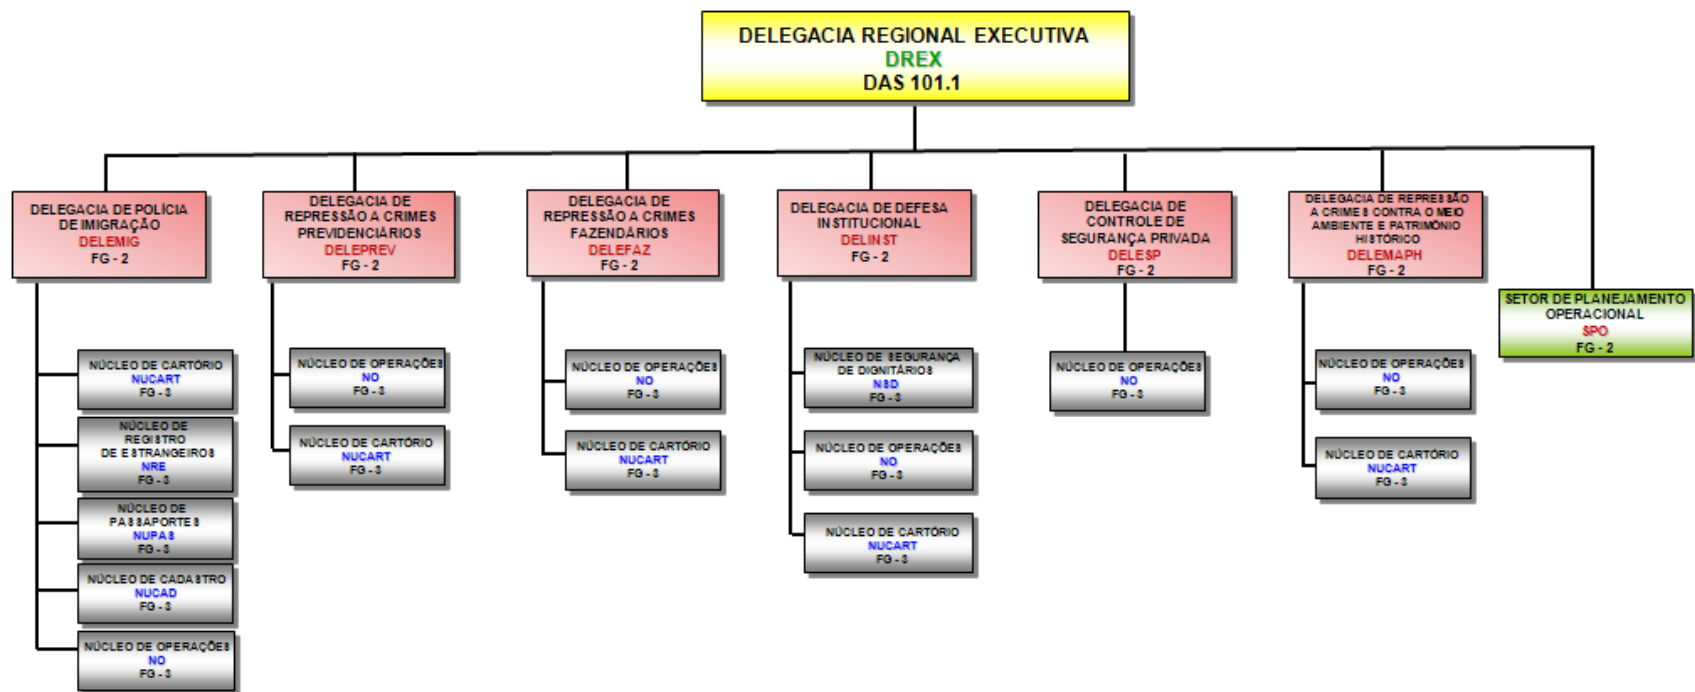 DELEGACIA REGIONAL EXECUTIVA
DREX
DAS 101.1
DELEGACIA DE POLÍCIA
DE IMIGRAÇÃO
DELEMIG
FG - 2
DELEGACIA DE
REPRESSÃO A CRIMES
PREVIDENCIÁRIOS
DELEPREV
FG - 2
DELEGACIA DE
REPRESSÃO A CRIMES
FAZENDÁRIOS
DELEFAZ
FG - 2
DELEGACIA DE DEFESA
INSTITUCIONAL
DELINST
FG - 2
DELEGACIA DE
CONTROLE DE
SEGURANÇA PRIVADA
DELESP
FG - 2
DELEGACIA DE REPRESSÃO
A CRIMES CONTRA O MEIO
AMBIENTE E PATRIMÔNIO
HISTÓRICO
DELEMAPH
FG - 2
SETOR DE PLANEJAMENTO
OPERACIONAL
SPO
FG - 2
NÚCLEO DE CARTÓRIO
NUCART
FG - 3
NÚCLEO DE
REGISTRO
DE ESTRANGEIROS
NRE
FG - 3
NÚCLEO DE
PASSAPORTES
NUPAS
FG - 3
NÚCLEO DE CADASTRO
NUCAD
FG - 3
NÚCLEO DE OPERAÇÕES
NO
FG - 3
NÚCLEO DE OPERAÇÕES
NO
FG - 3
NÚCLEO DE CARTÓRIO
NUCART
FG - 3
NÚCLEO DE OPERAÇÕES
NO
FG - 3
NÚCLEO DE CARTÓRIO
NUCART
FG - 3
NÚCLEO DE SEGURANÇA
DE DIGNITÁRIOS
NSD
FG - 3
NÚCLEO DE OPERAÇÕES
NO
FG - 3
NÚCLEO DE CARTÓRIO
NUCART
FG - 3
NÚCLEO DE OPERAÇÕES
NO
FG - 3
NÚCLEO DE OPERAÇÕES
NO
FG - 3
NÚCLEO DE CARTÓRIO
NUCART
FG - 3